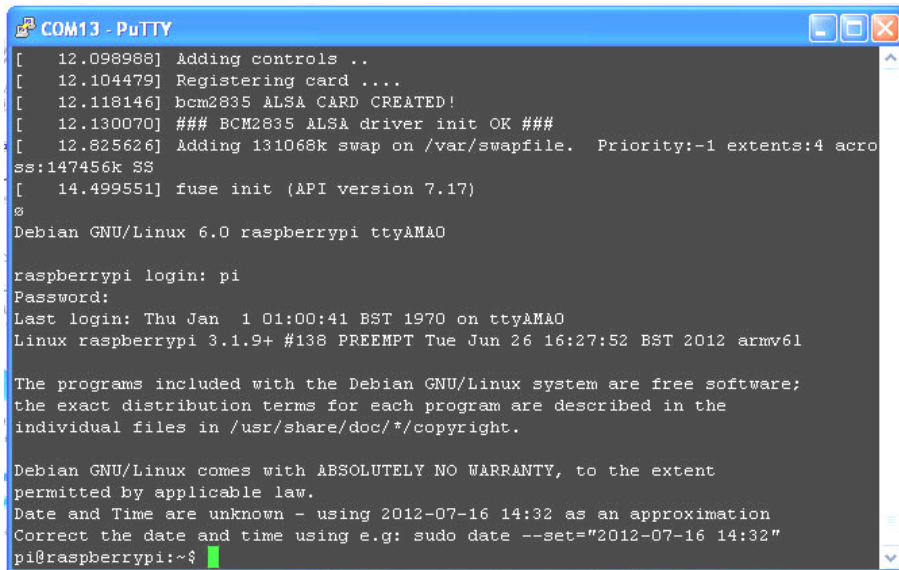 COM13 - PuTTY
[   12.098988] Adding controls ..
[   12.104479] Registering card ....
[   12.118146] bcm2835 ALSA CARD CREATED!
[   12.130070] ### BCM2835 ALSA driver init OK ###
[   12.825626] Adding 131068k swap on /var/swapfile.  Priority:-1 extents:4 acro
ss:147456k SS
[   14.499551] fuse init (API version 7.17)
ø
Debian GNU/Linux 6.0 raspberrypi ttyAMA0

raspberrypi login: pi
Password:
Last login: Thu Jan  1 01:00:41 BST 1970 on ttyAMA0
Linux raspberrypi 3.1.9+ #138 PREEMPT Tue Jun 26 16:27:52 BST 2012 armv6l

The programs included with the Debian GNU/Linux system are free software;
the exact distribution terms for each program are described in the
individual files in /usr/share/doc/*/copyright.

Debian GNU/Linux comes with ABSOLUTELY NO WARRANTY, to the extent
permitted by applicable law.
Date and Time are unknown - using 2012-07-16 14:32 as an approximation
Correct the date and time using e.g: sudo date --set="2012-07-16 14:32"
pi@raspberrypi:~$